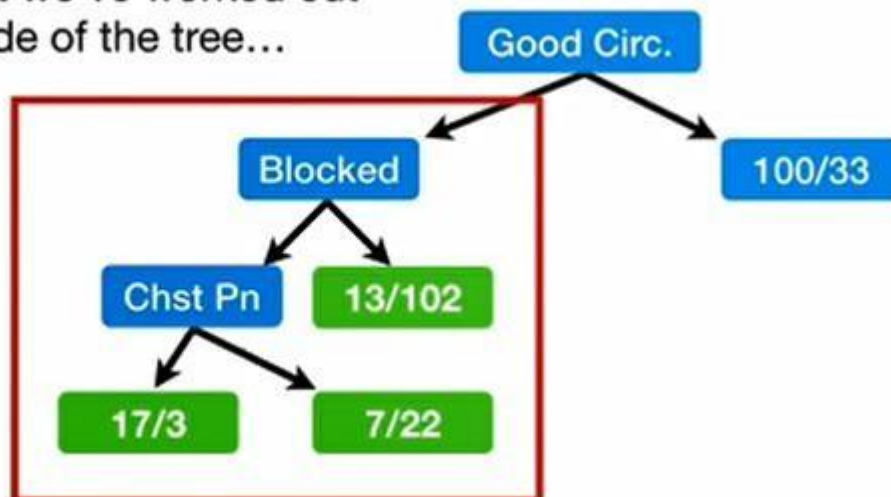 de of the tree...
Good Circ.
Blocked
100/33
Chst Pn
13/102
17/3
7/22